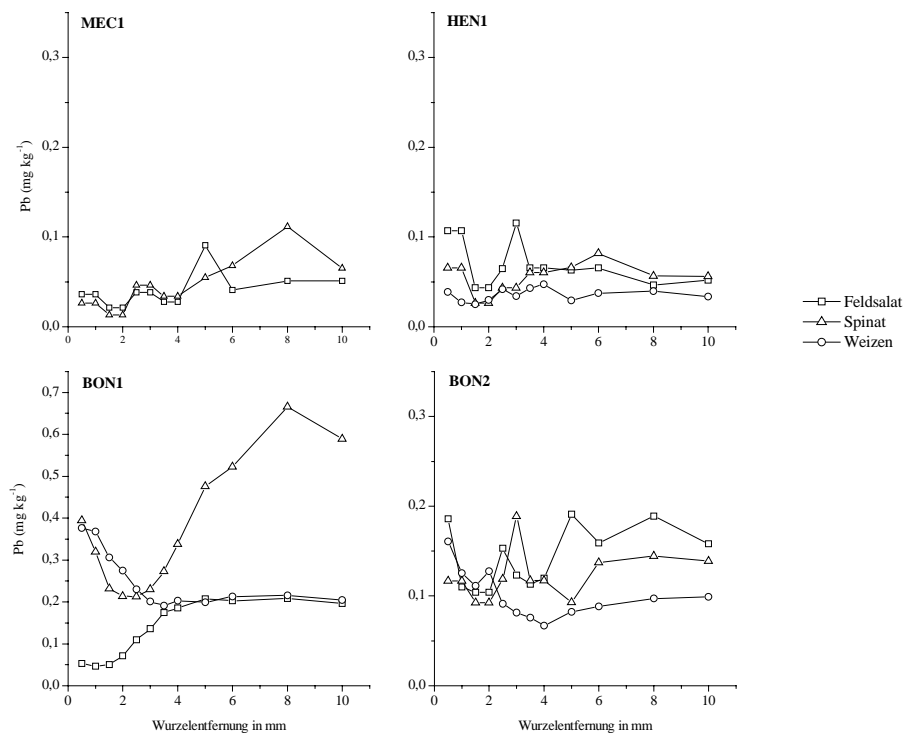 MEC1
Pb (mg kg⁻¹)
0,3
0,2
0,1
0,0
0 2 4 6 8 10
HEN1
0,3
0,2
0,1
0,0
0 2 4 6 8 10
Feldsalat
Spinat
Weizen
BON1
Pb (mg kg⁻¹)
0,7
0,6
0,5
0,4
0,3
0,2
0,1
0,0
0 2 4 6 8 10
Wurzelentfernung in mm
BON2
0,3
0,2
0,1
0,0
0 2 4 6 8 10
Wurzelentfernung in mm